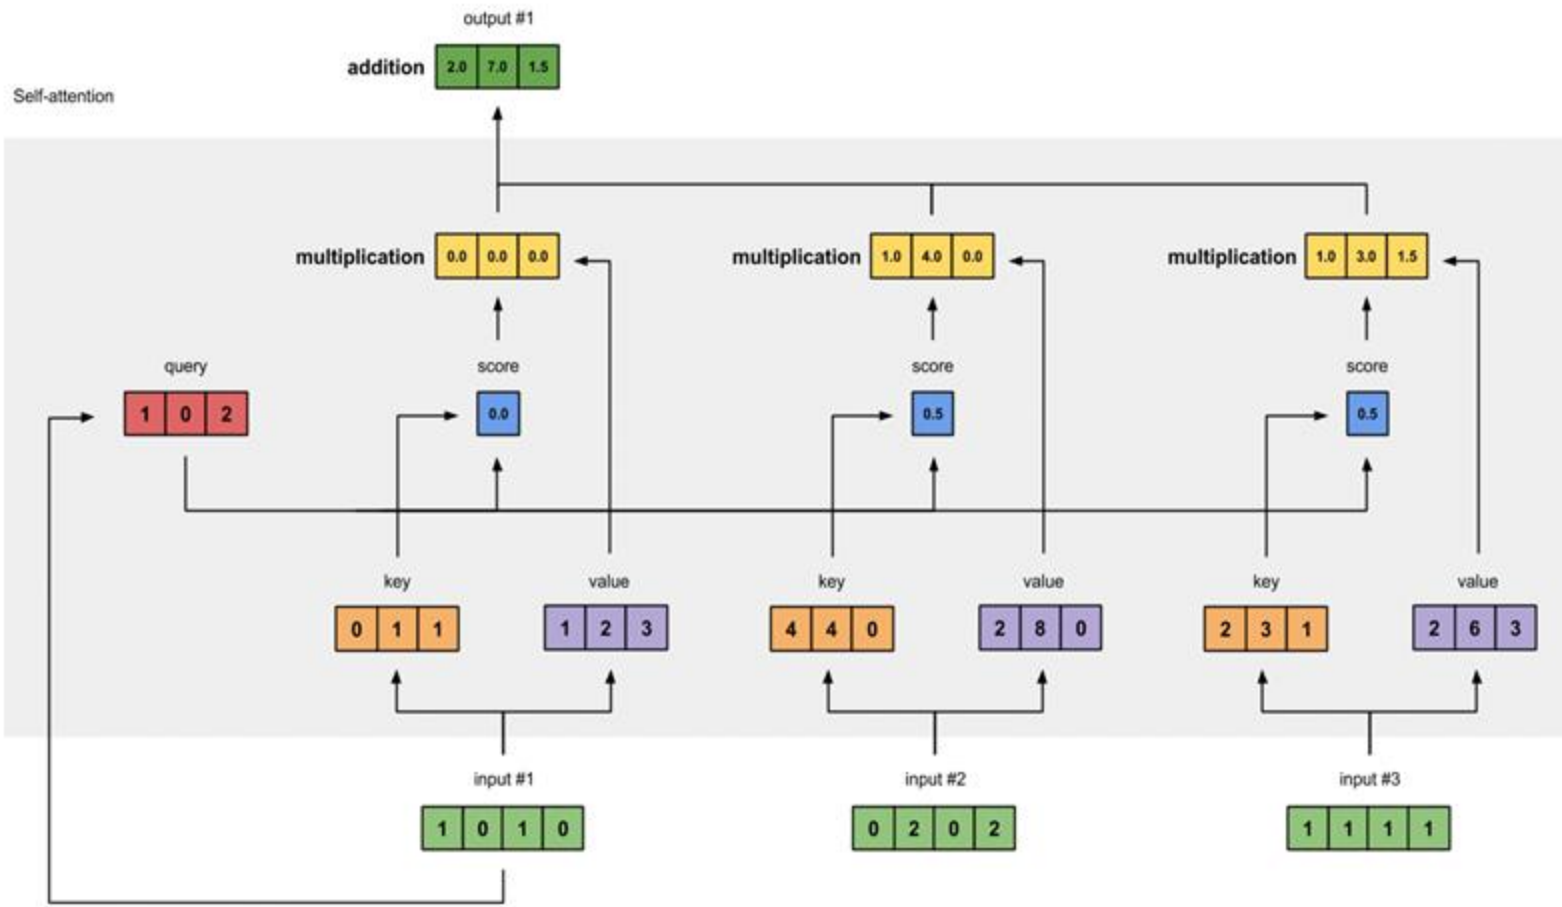 output #1
addition 2.0 7.0 1.5
Self-attention
multiplication 0.0 0.0 0.0
multiplication 1.0 4.0 0.0
multiplication 1.0 3.0 1.5
query
score
score
score
1 0 2
0.0
0.5
0.5
key
value
key
value
key
value
0 1 1
1 2 3
4 4 0
2 8 0
2 3 1
2 6 3
input #1
input #2
input #3
1 0 1 0
0 2 0 2
1 1 1 1